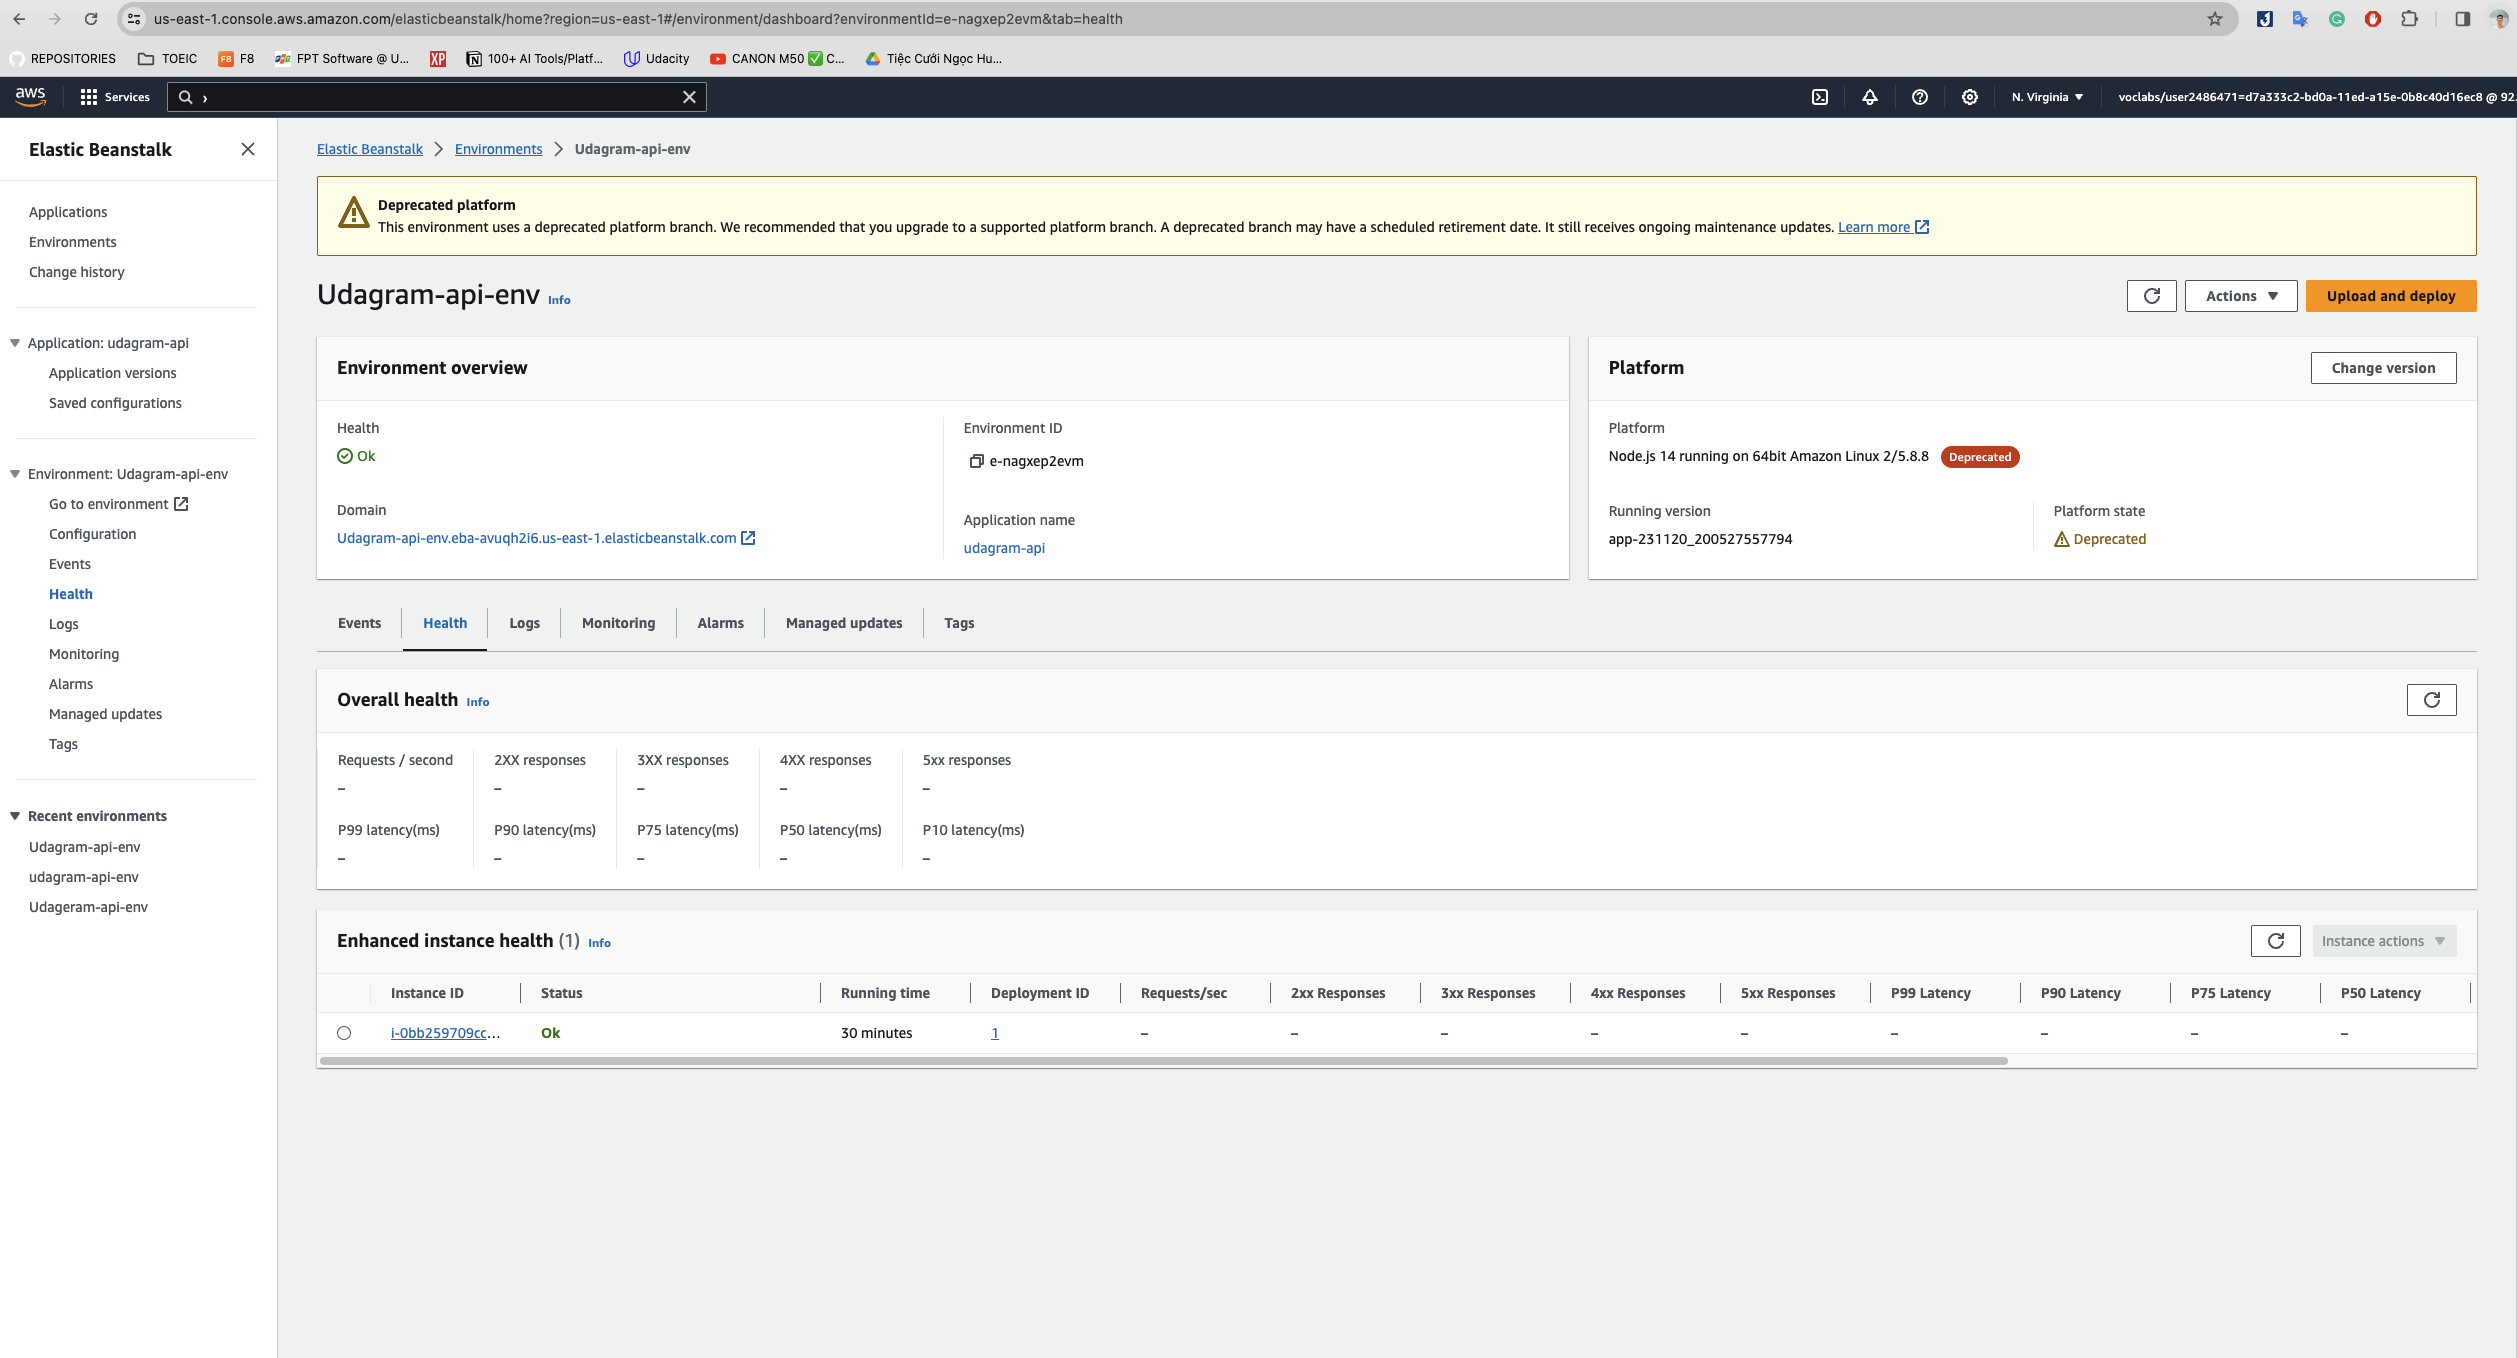 us-east-1.console.aws.amazon.com/elasticbeanstalk/home?region=us-east-1#/environment/dashboard?environmentId=e-nagxep2evm&tab=health
REPOSITORIES TOEIC F8 F8 FPT Software @ U... XP 100+ AI Tools/Platf... Udacity CANON M50 ✅ C... Tiệc Cưới Ngọc Hu...
aws Services › N. Virginia ▼ voclabs/user2486471=d7a333c2-bd0a-11ed-a15e-0b8c40d16ec8 @ 92.
Elastic Beanstalk
Applications
Environments
Change history
Application: udagram-api
Application versions
Saved configurations
Environment: Udagram-api-env
Go to environment
Configuration
Events
Health
Logs
Monitoring
Alarms
Managed updates
Tags
Recent environments
Udagram-api-env
udagram-api-env
Udageram-api-env
Elastic Beanstalk > Environments > Udagram-api-env
Deprecated platform
This environment uses a deprecated platform branch. We recommended that you upgrade to a supported platform branch. A deprecated branch may have a scheduled retirement date. It still receives ongoing maintenance updates. Learn more
Udagram-api-env Info
Actions ▼ Upload and deploy
Environment overview
Health
Ok
Domain
Udagram-api-env.eba-avuqh2i6.us-east-1.elasticbeanstalk.com
Environment ID
e-nagxep2evm
Application name
udagram-api
Platform
Change version
Platform
Node.js 14 running on 64bit Amazon Linux 2/5.8.8 Deprecated
Running version
app-231120_200527557794
Platform state
Deprecated
Events Health Logs Monitoring Alarms Managed updates Tags
Overall health Info
Requests / second 2XX responses 3XX responses 4XX responses 5xx responses
– – – – –
P99 latency(ms) P90 latency(ms) P75 latency(ms) P50 latency(ms) P10 latency(ms)
– – – – –
Enhanced instance health (1) Info
Instance actions ▼
Instance ID Status Running time Deployment ID Requests/sec 2xx Responses 3xx Responses 4xx Responses 5xx Responses P99 Latency P90 Latency P75 Latency P50 Latency
i-0bb259709cc... Ok 30 minutes 1 – – – – – – – – –